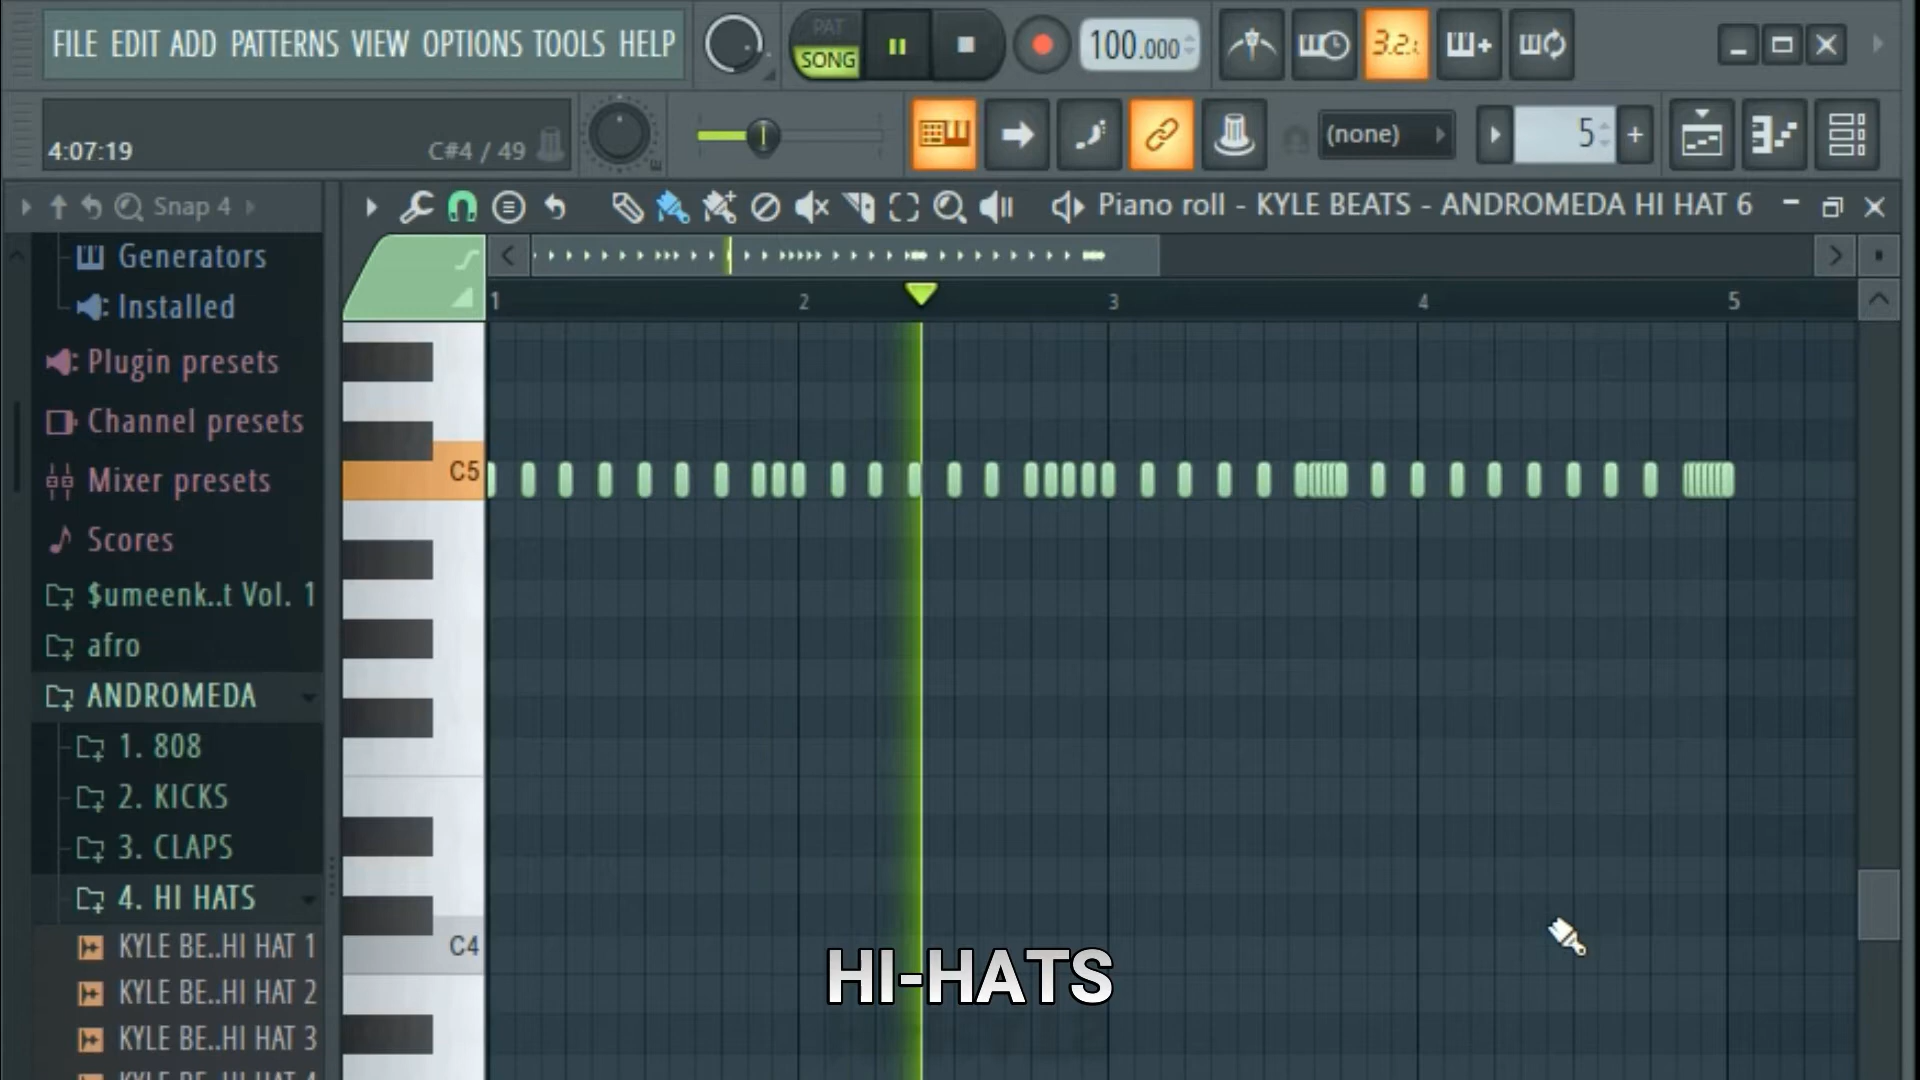 FILE EDIT ADD PATTERNS VIEW OPTIONS TOOLS HELP
PAT
SONG
100.000
3.2.
4:07:19
C#4 / 49
(none)
5
Snap 4
Piano roll - KYLE BEATS - ANDROMEDA HI HAT 6
Generators
Installed
Plugin presets
Channel presets
Mixer presets
Scores
$umeenk..t Vol. 1
afro
ANDROMEDA
1. 808
2. KICKS
3. CLAPS
4. HI HATS
KYLE BE..HI HAT 1
KYLE BE..HI HAT 2
KYLE BE..HI HAT 3
1 2 3 4 5
C5
C4
HI-HATS